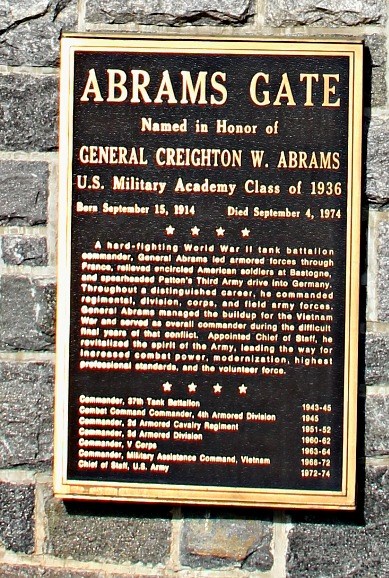 ABRAMS GATE
Named in Honor of
GENERAL CREIGHTON W. ABRAMS
U.S. Military Academy Class of 1936
Born September 15, 1914 Died September 4, 1974
A hard-fighting World War II tank battalion
commander, General Abrams led armored forces through
France, relieved encircled American soldiers at Bastogne,
and spearheaded Patton's Third Army drive into Germany.
Throughout a distinguished career, he commanded
regimental, division, corps, and field army forces.
General Abrams managed the buildup for the Vietnam
War and served as overall commander during the difficult
final years of that conflict. Appointed Chief of Staff, he
revitalized the spirit of the Army, leading the way for
increased combat power, modernization, highest
professional standards, and the volunteer force.
Commander, 37th Tank Battalion 1943-45
Combat Command Commander, 4th Armored Division 1945
Commander, 2d Armored Cavalry Regiment 1951-52
Commander, 3d Armored Division 1960-62
Commander, V Corps 1963-64
Commander, Military Assistance Command, Vietnam 1968-72
Chief of Staff, U.S. Army 1972-74